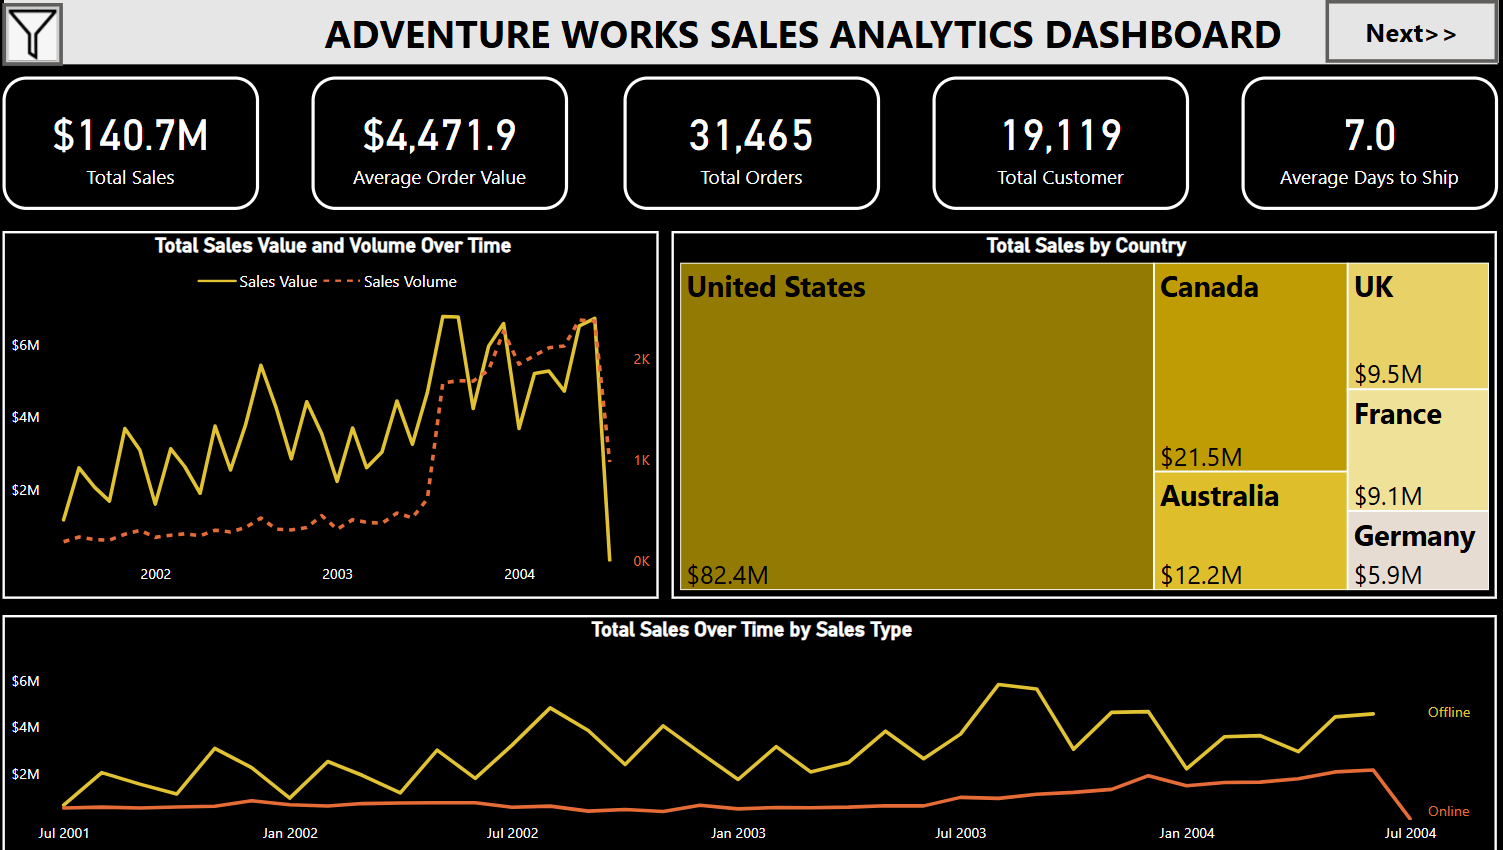 ADVENTURE WORKS SALES ANALYTICS DASHBOARD
Next>>
$140.7M
Total Sales
$4,471.9
Average Order Value
31,465
Total Orders
19,119
Total Customer
7.0
Average Days to Ship
Total Sales Value and Volume Over Time
Sales Value
Sales Volume
$6M
$4M
$2M
2K
1K
0K
2002
2003
2004
Total Sales by Country
United States
$82.4M
Canada
$21.5M
Australia
$12.2M
UK
$9.5M
France
$9.1M
Germany
$5.9M
Total Sales Over Time by Sales Type
$6M
$4M
$2M
Offline
Online
Jul 2001
Jan 2002
Jul 2002
Jan 2003
Jul 2003
Jan 2004
Jul 2004